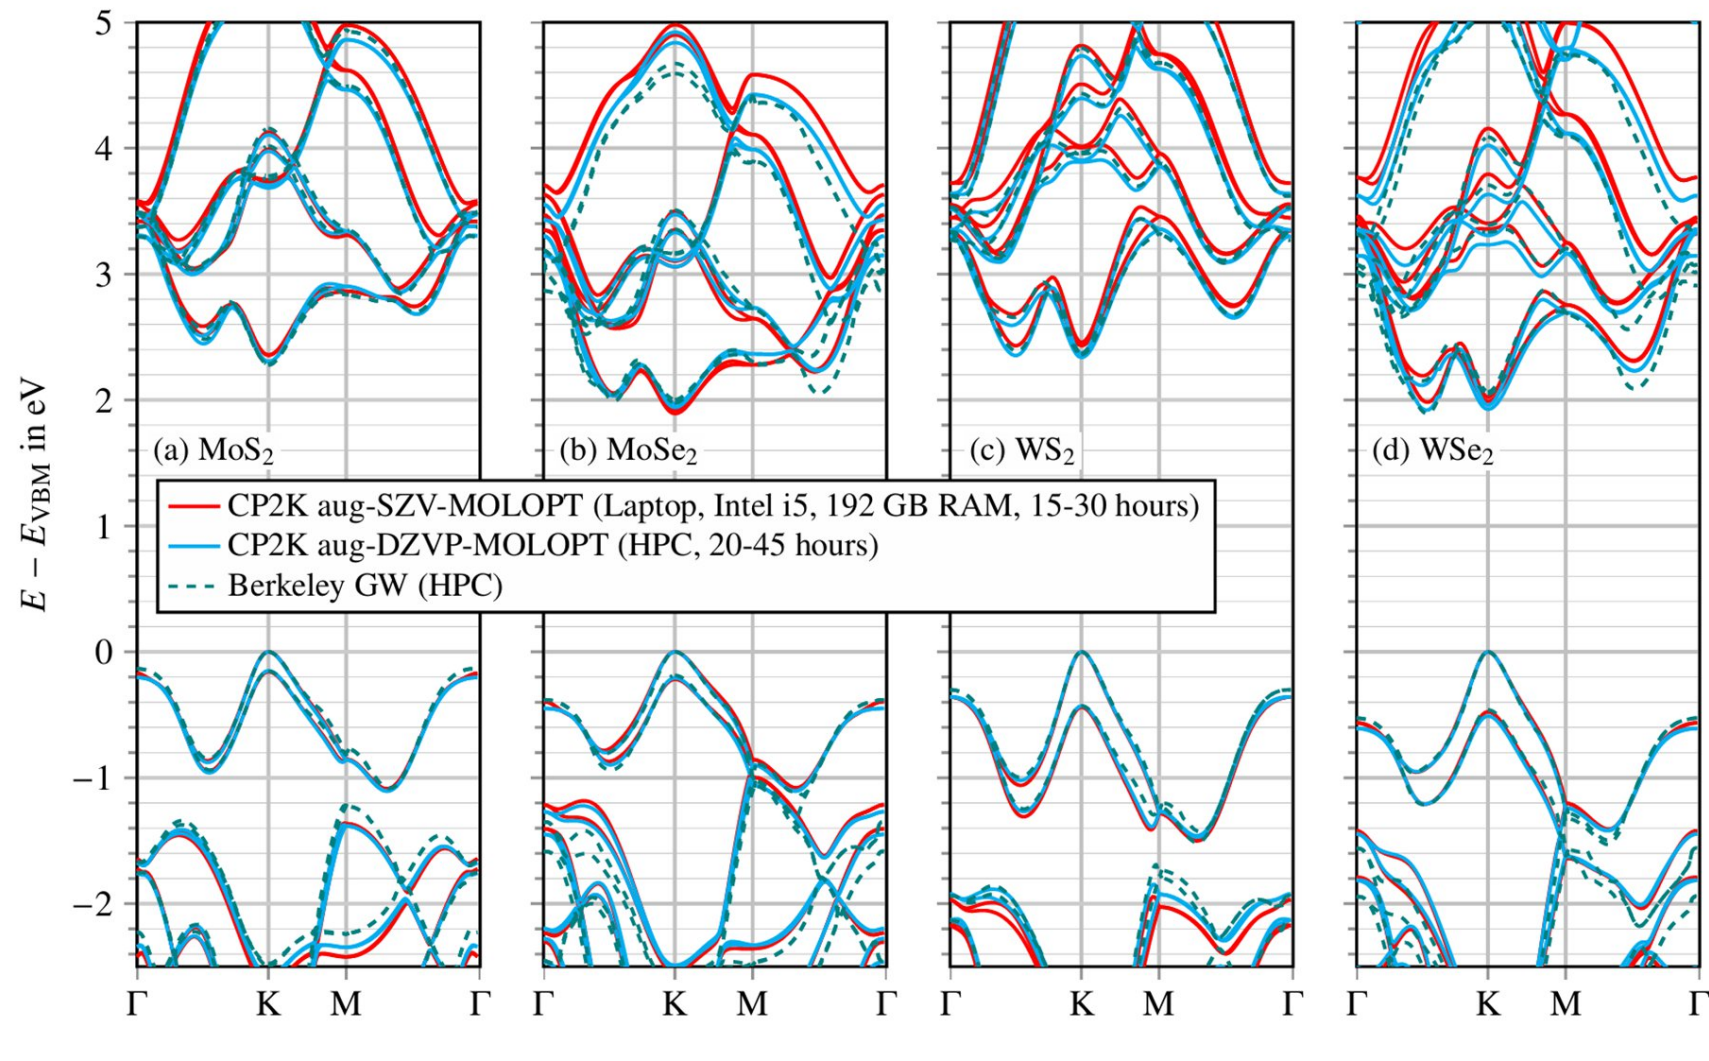 E − E_VBM in eV
5
4
3
2
1
0
−1
−2
(a) MoS₂
(b) MoSe₂
(c) WS₂
(d) WSe₂
CP2K aug-SZV-MOLOPT (Laptop, Intel i5, 192 GB RAM, 15-30 hours)
CP2K aug-DZVP-MOLOPT (HPC, 20-45 hours)
Berkeley GW (HPC)
Γ K M Γ
Γ K M Γ
Γ K M Γ
Γ K M Γ